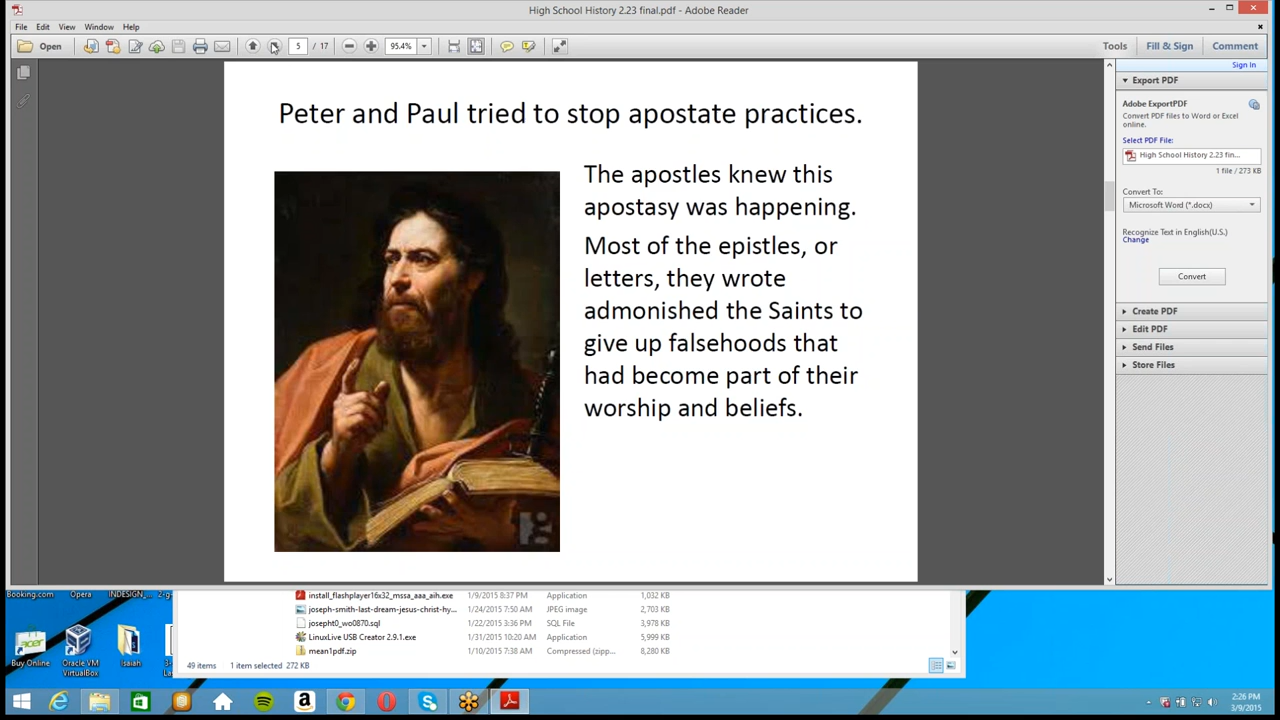 High School History 2.23 final.pdf - Adobe Reader
File Edit View Window Help
Open 5 / 17 95.4% Tools Fill & Sign Comment
Sign In
Export PDF
Adobe ExportPDF
Convert PDF files to Word or Excel
online.
Select PDF File:
High School History 2.23 fin...
1 file / 273 KB
Convert To:
Microsoft Word (*.docx)
Recognize Text in English(U.S.)
Change
Convert
Create PDF
Edit PDF
Send Files
Store Files
Peter and Paul tried to stop apostate practices.
The apostles knew this
apostasy was happening.
Most of the epistles, or
letters, they wrote
admonished the Saints to
give up falsehoods that
had become part of their
worship and beliefs.
Booking.com Opera INDESIGN_...
install_flashplayer16x32_mssa_aaa_aih.exe 1/9/2015 8:37 PM Application 1,032 KB
joseph-smith-last-dream-jesus-christ-hy... 1/24/2015 7:50 AM JPEG image 2,703 KB
josepht0_wo0870.sql 1/22/2015 3:36 PM SQL File 3,978 KB
LinuxLive USB Creator 2.9.1.exe 1/31/2015 10:20 AM Application 5,999 KB
mean1pdf.zip 1/10/2015 7:38 AM Compressed (zipp... 8,280 KB
49 items 1 item selected 272 KB
acer
Buy Online
Oracle VM
VirtualBox
isaiah
2:26 PM
3/9/2015